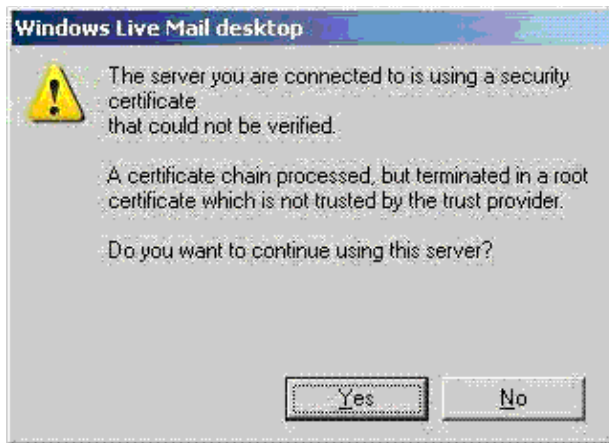 Windows Live Mail desktop
The server you are connected to is using a security
certificate
that could not be verified.
A certificate chain processed, but terminated in a root
certificate which is not trusted by the trust provider.
Do you want to continue using this server?
Yes
No